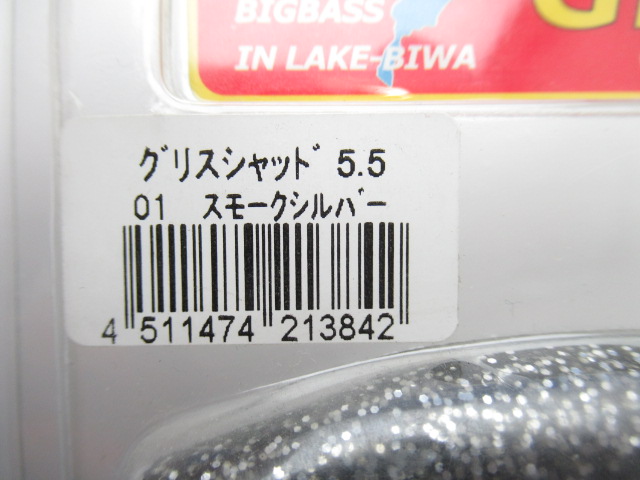 BIGBASS
IN LAKE-BIWA
ｸﾞﾘｽｼｬｯﾄﾞ 5.5
01 ｽﾓｰｸｼﾙﾊﾞｰ
4 511474 213842